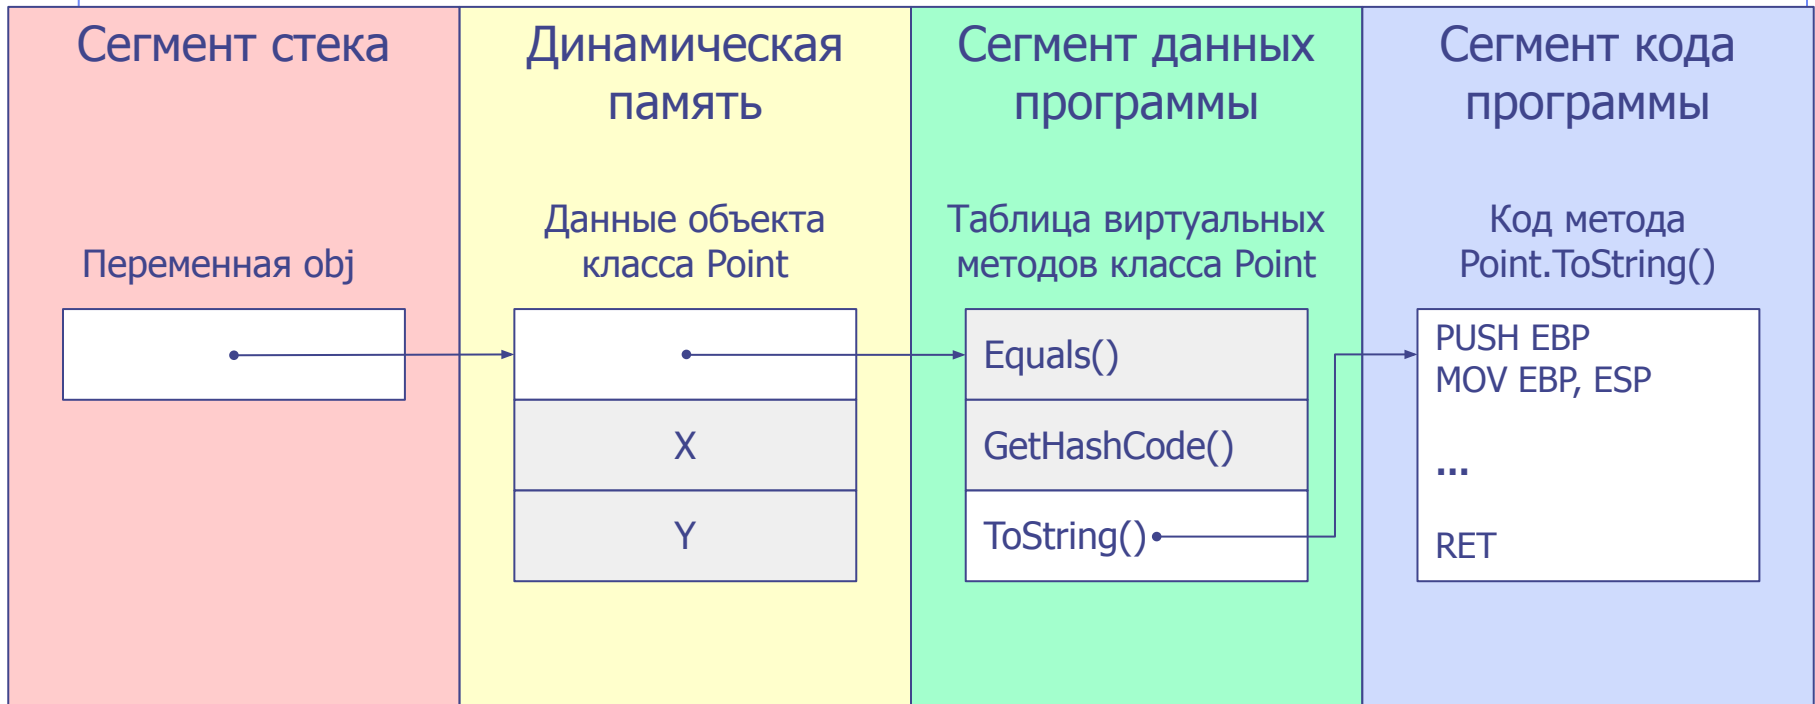 Сегмент стека
Переменная obj
Динамическая
память
Данные объекта
класса Point
X
Y
Сегмент данных
программы
Таблица виртуальных
методов класса Point
Equals()
GetHashCode()
ToString()
Сегмент кода
программы
Код метода
Point.ToString()
PUSH EBP
MOV EBP, ESP
...
RET